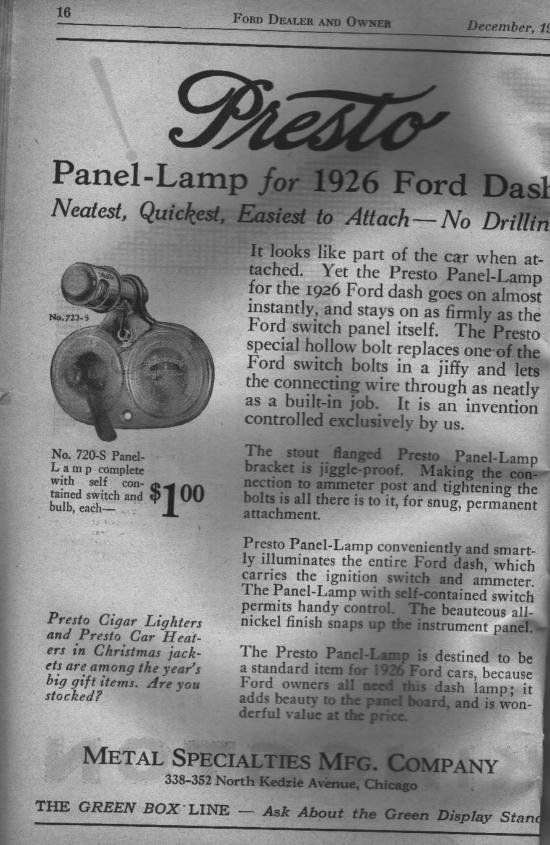 16
FORD DEALER AND OWNER
December, 19
Presto
Panel-Lamp for 1926 Ford Dash
Neatest, Quickest, Easiest to Attach—No Drillin
No. 720-S
It looks like part of the car when at-
tached. Yet the Presto Panel-Lamp
for the 1926 Ford dash goes on almost
instantly, and stays on as firmly as the
Ford switch panel itself. The Presto
special hollow bolt replaces one of the
Ford switch bolts in a jiffy and lets
the connecting wire through as neatly
as a built-in job. It is an invention
controlled exclusively by us.
No. 720-S Panel-
Lamp complete
with self con-
tained switch and
bulb, each—
$1 00
The stout flanged Presto Panel-Lamp
bracket is jiggle-proof. Making the con-
nection to ammeter post and tightening the
bolts is all there is to it, for snug, permanent
attachment.
Presto Panel-Lamp conveniently and smart-
ly illuminates the entire Ford dash, which
carries the ignition switch and ammeter.
The Panel-Lamp with self-contained switch
permits handy control. The beauteous all-
nickel finish snaps up the instrument panel.
Presto Cigar Lighters
and Presto Car Heat-
ers in Christmas jack-
ets are among the year's
big gift items. Are you
stocked?
The Presto Panel-Lamp is destined to be
a standard item for 1926 Ford cars, because
Ford owners all need this dash lamp; it
adds beauty to the panel board, and is won-
derful value at the price.
METAL SPECIALTIES MFG. COMPANY
338-352 North Kedzie Avenue, Chicago
THE GREEN BOX LINE — Ask About the Green Display Stand